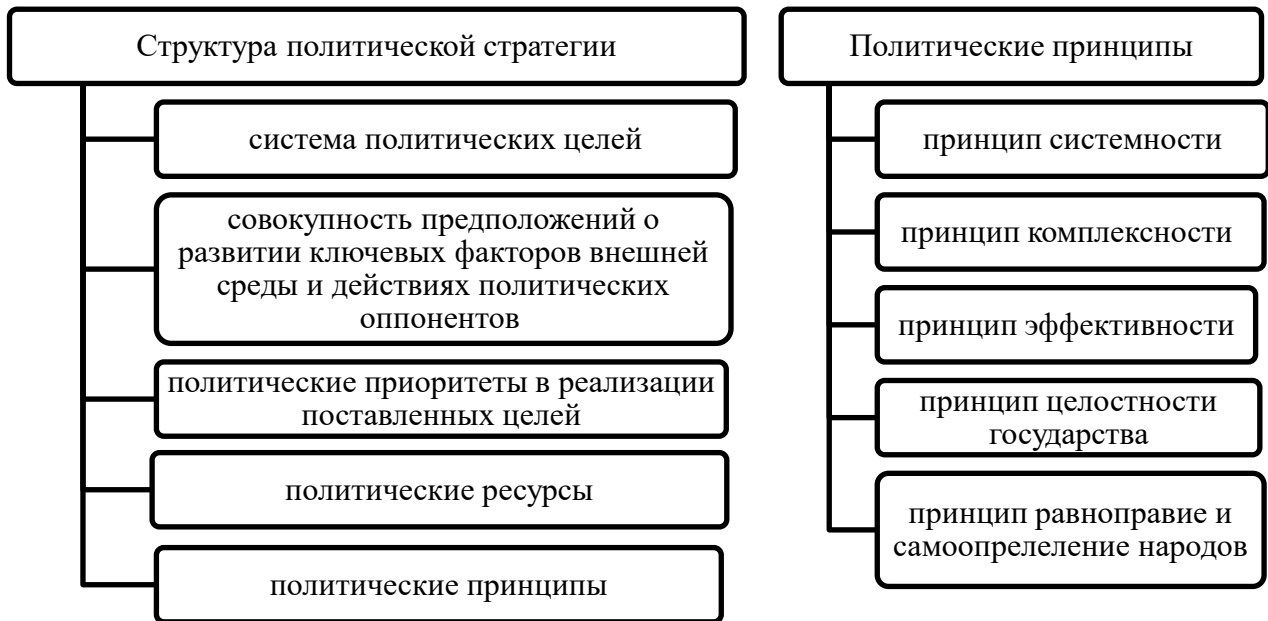 Структура политической стратегии
система политических целей
совокупность предположений о
развитии ключевых факторов внешней
среды и действиях политических
оппонентов
политические приоритеты в реализации
поставленных целей
политические ресурсы
политические принципы
Политические принципы
принцип системности
принцип комплексности
принцип эффективности
принцип целостности
государства
принцип равноправие и
самоопрелеление народов